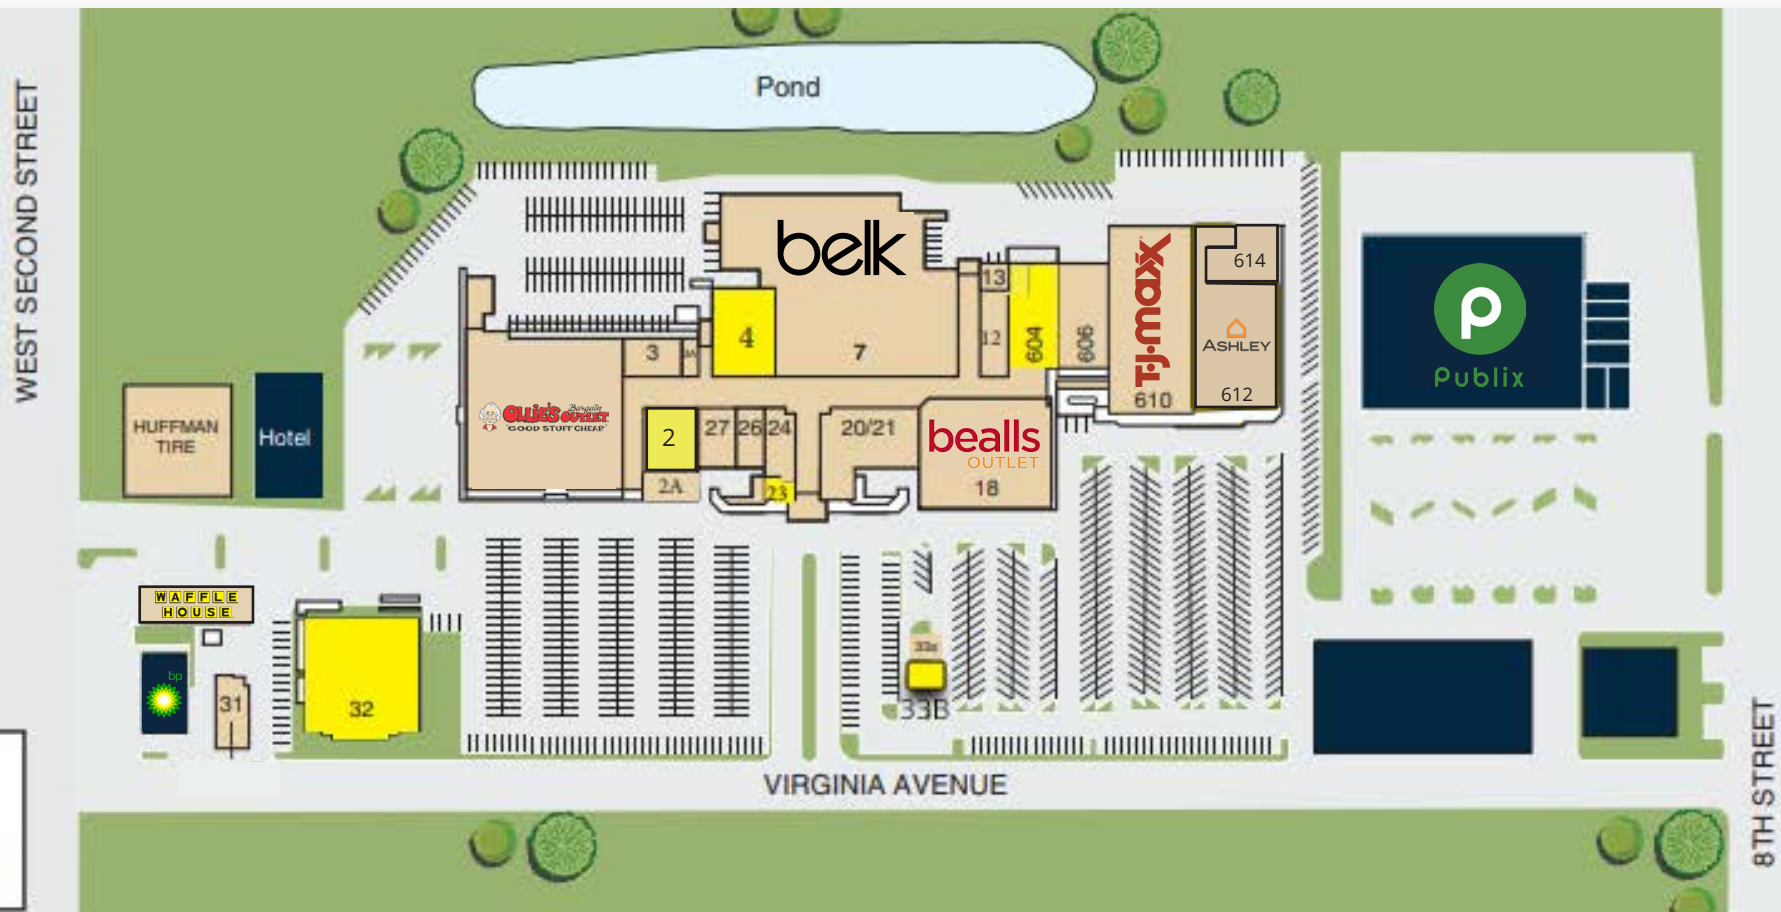 Pond
WEST SECOND STREET
belk
614
13
T·J·maxx
4
604
606
12
ASHLEY
Publix
3
7
612
610
OLLIE'S Bargain OUTLET
"GOOD STUFF CHEAP"
HUFFMAN
TIRE
Hotel
2
27
26
24
20/21
bealls
OUTLET
18
2A
23
WAFFLE
HOUSE
33a
bp
31
32
33B
VIRGINIA AVENUE
8TH STREET